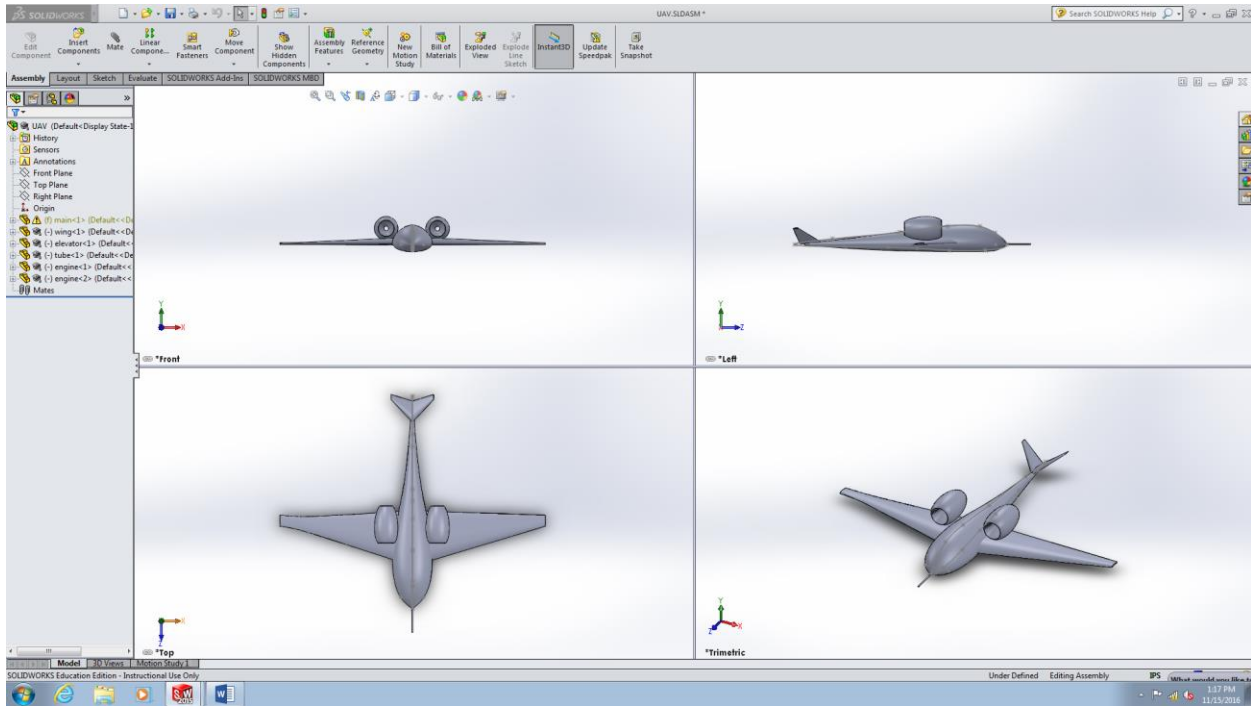 SOLIDWORKS
UAV.SLDASM *
Search SOLIDWORKS Help
Edit Component
Insert Components
Mate
Linear Compone...
Smart Fasteners
Move Component
Show Hidden Components
Assembly Features
Reference Geometry
New Motion Study
Bill of Materials
Exploded View
Explode Line Sketch
Instant3D
Update Speedpak
Take Snapshot
Assembly Layout Sketch Evaluate SOLIDWORKS Add-Ins SOLIDWORKS MBD
UAV (Default<Display State-1
History
Sensors
Annotations
Front Plane
Top Plane
Right Plane
Origin
(f) main<1> (Default<<De
(-) wing<1> (Default<<De
(-) elevator<1> (Default<<
(-) tube<1> (Default<<De
(-) engine<1> (Default<<
(-) engine<2> (Default<<
Mates
Y
X
*Front
Y
Z
*Left
X
Z
*Top
Y
Z X
*Trimetric
Model 3D Views Motion Study 1
SOLIDWORKS Education Edition - Instructional Use Only
Under Defined Editing Assembly IPS
What would you like to
1:17 PM
11/15/2016